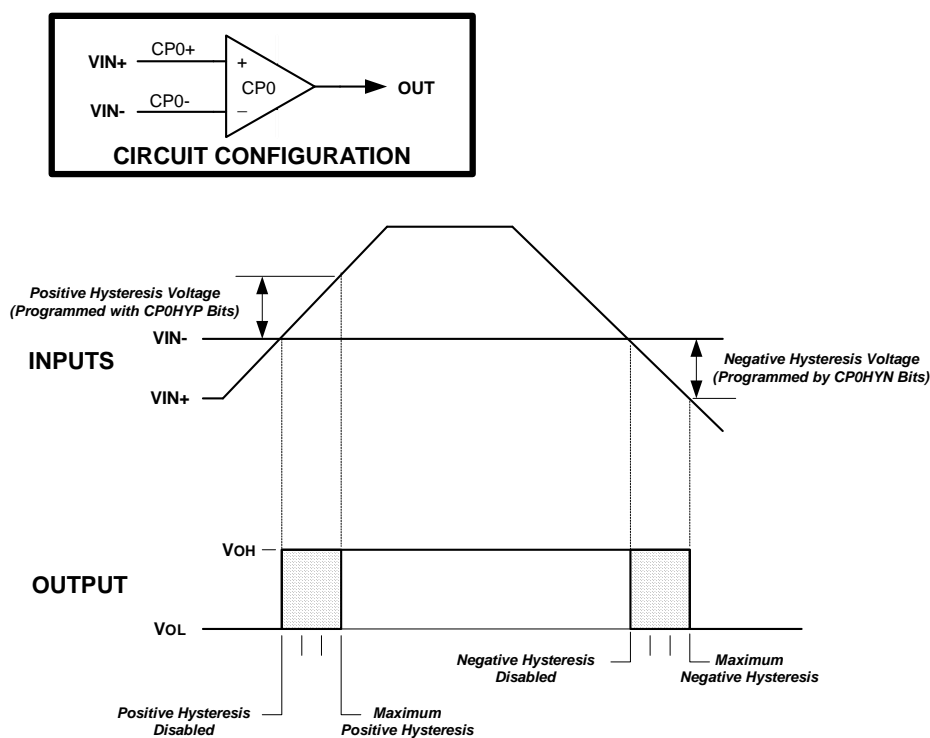 VIN+
CP0+
+
CP0
OUT
VIN-
CP0-
−
CIRCUIT CONFIGURATION
Positive Hysteresis Voltage
(Programmed with CP0HYP Bits)
VIN-
INPUTS
Negative Hysteresis Voltage
(Programmed by CP0HYN Bits)
VIN+
VOH
OUTPUT
VOL
Negative Hysteresis
Disabled
Maximum
Negative Hysteresis
Positive Hysteresis
Disabled
Maximum
Positive Hysteresis